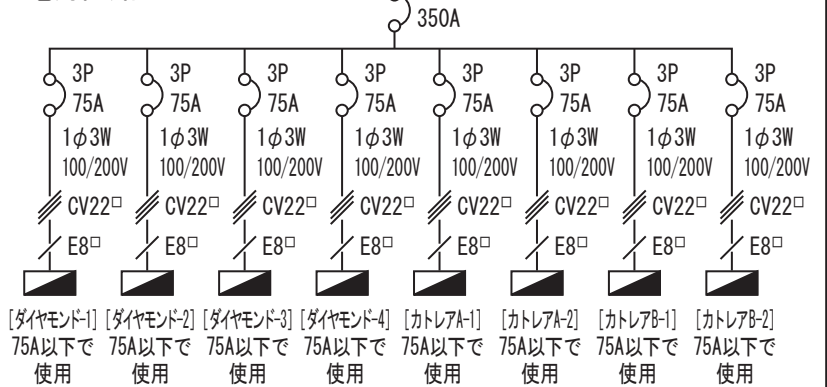 350A
3P 3P 3P 3P 3P 3P 3P 3P
75A 75A 75A 75A 75A 75A 75A 75A
1φ3W 1φ3W 1φ3W 1φ3W 1φ3W 1φ3W 1φ3W 1φ3W
100/200V 100/200V 100/200V 100/200V 100/200V 100/200V 100/200V 100/200V
CV22□ CV22□ CV22□ CV22□ CV22□ CV22□ CV22□ CV22□
E8□ E8□ E8□ E8□ E8□ E8□ E8□ E8□
[ダイヤモンド-1] [ダイヤモンド-2] [ダイヤモンド-3] [ダイヤモンド-4] [カトレアA-1] [カトレアA-2] [カトレアB-1] [カトレアB-2]
75A以下で 75A以下で 75A以下で 75A以下で 75A以下で 75A以下で 75A以下で 75A以下で
使用 使用 使用 使用 使用 使用 使用 使用